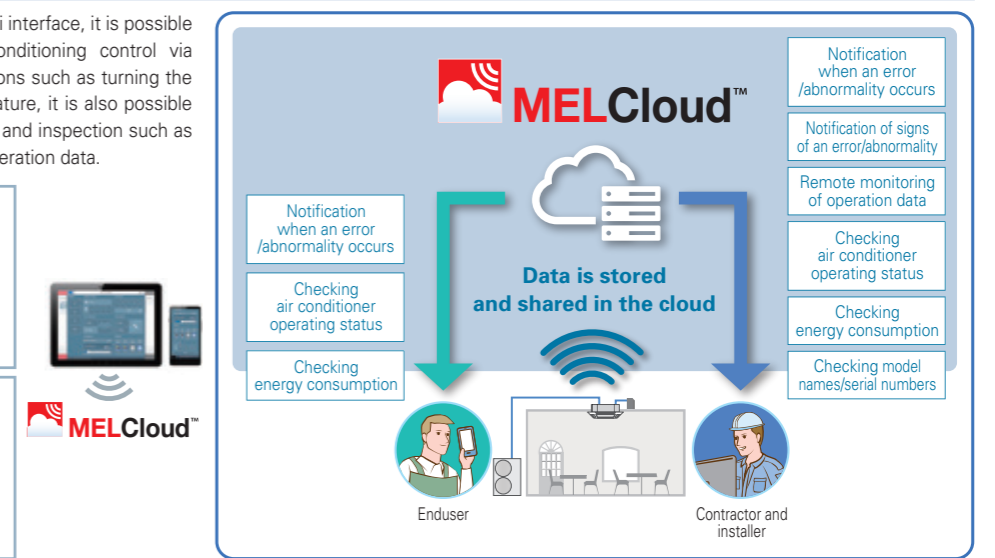 i interface, it is possible
onditioning control via
ons such as turning the
ature, it is also possible
and inspection such as
eration data.
MELCloud™
MELCloud™
Notification
when an error
/abnormality occurs
Checking
air conditioner
operating status
Checking
energy consumption
Data is stored
and shared in the cloud
Notification
when an error
/abnormality occurs
Notification of signs
of an error/abnormality
Remote monitoring
of operation data
Checking
air conditioner
operating status
Checking
energy consumption
Checking model
names/serial numbers
Enduser
Contractor and
installer